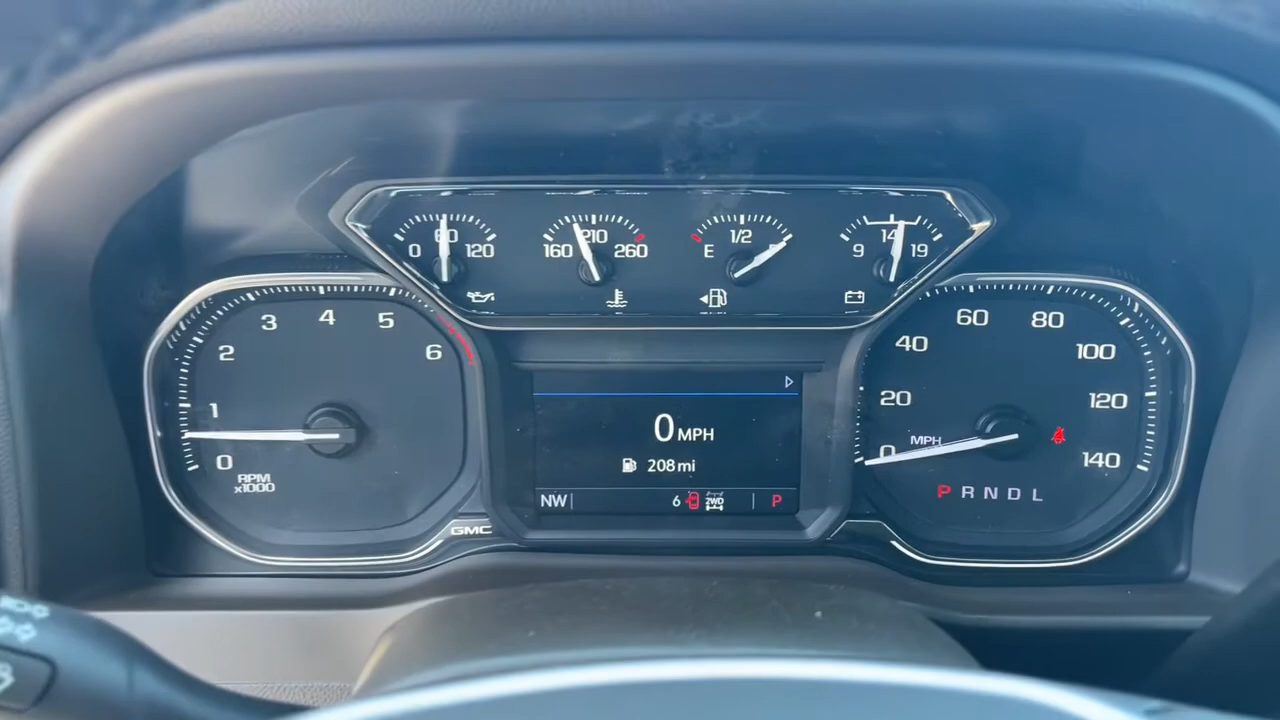 60
0 120
210
160 260
1/2
E
14
9 19
1 2 3 4 5 6
0
RPM
x1000
GMC
0 MPH
208 mi
NW 6 2WD P
60 80
40 100
20 120
MPH
0 140
P R N D L